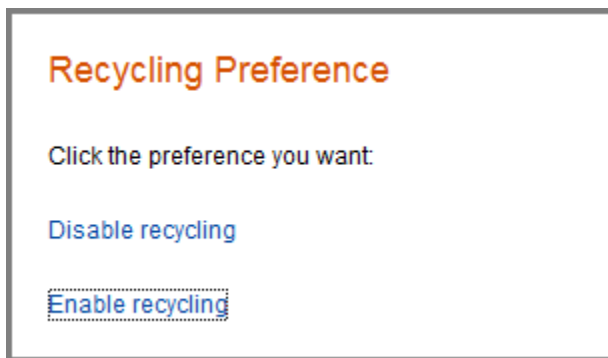 Recycling Preference
Click the preference you want:
Disable recycling
Enable recycling